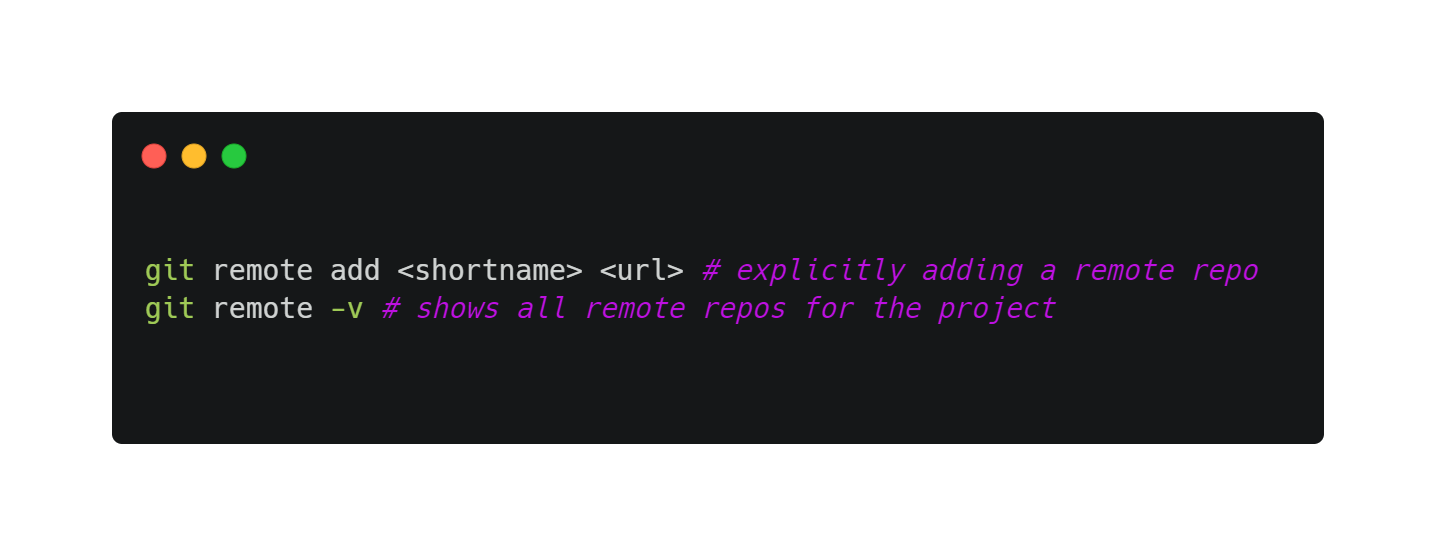 git remote add <shortname> <url> # explicitly adding a remote repo
git remote -v # shows all remote repos for the project